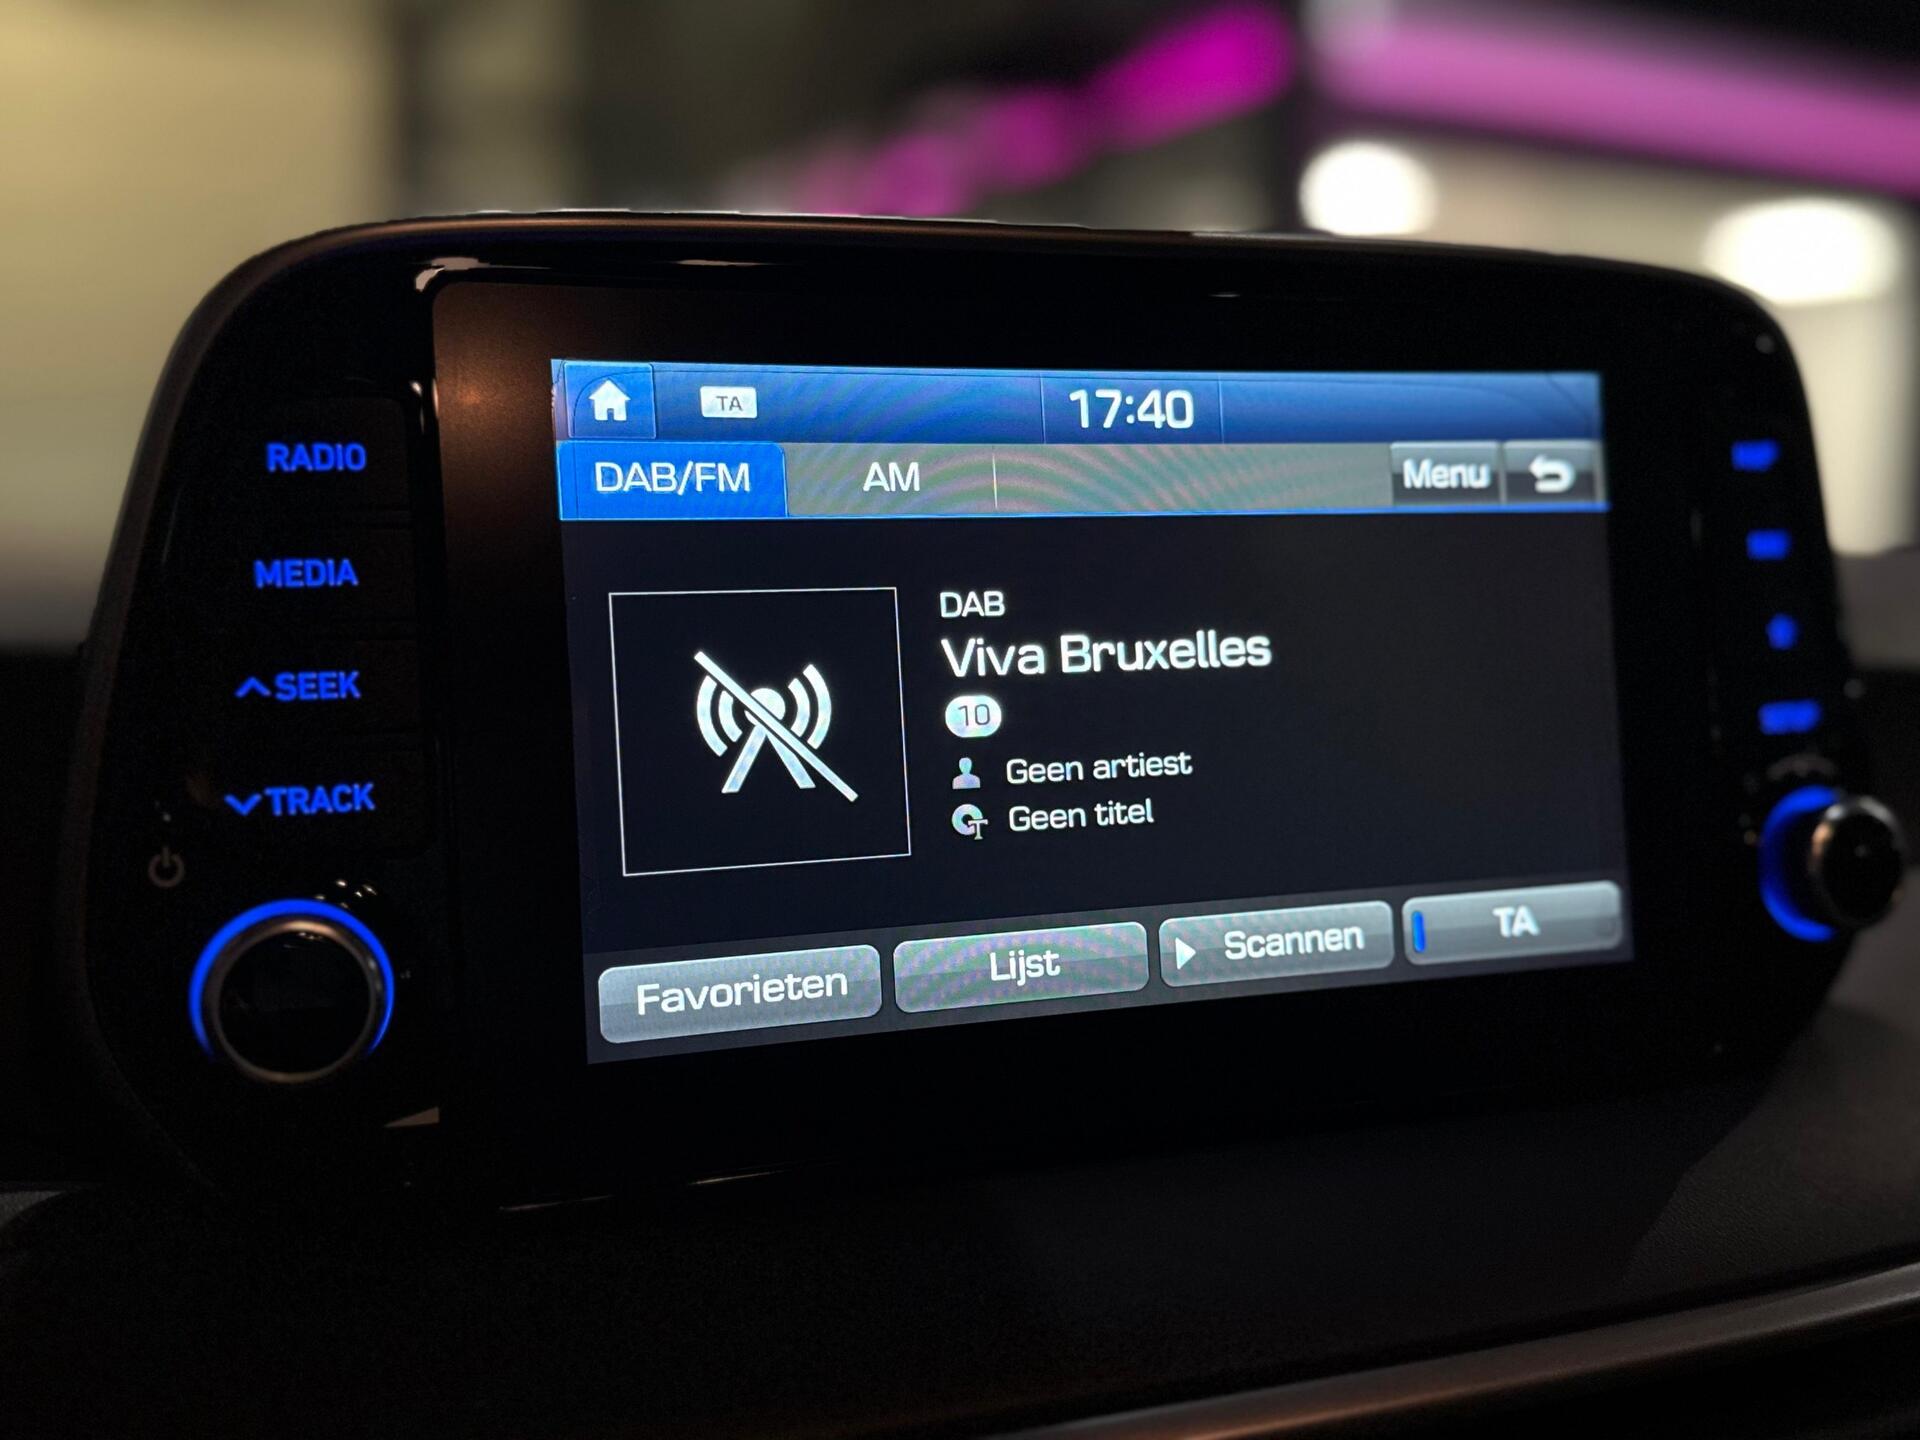 TA
17:40
DAB/FM
AM
Menu
RADIO
MEDIA
SEEK
TRACK
DAB
Viva Bruxelles
10
Geen artiest
Geen titel
Favorieten
Lijst
Scannen
TA